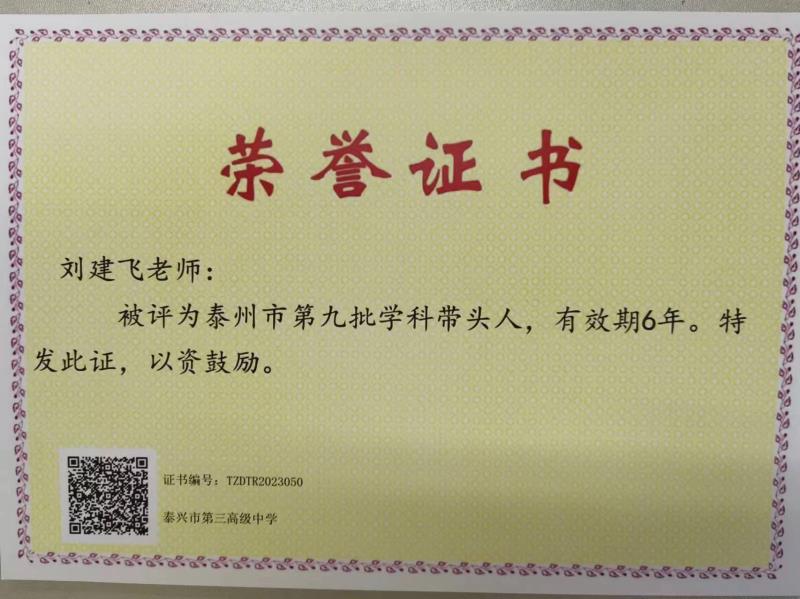 荣誉证书
刘建飞老师：
被评为泰州市第九批学科带头人，有效期6年。特
发此证，以资鼓励。
证书编号：TZDTR2023050
泰兴市第三高级中学